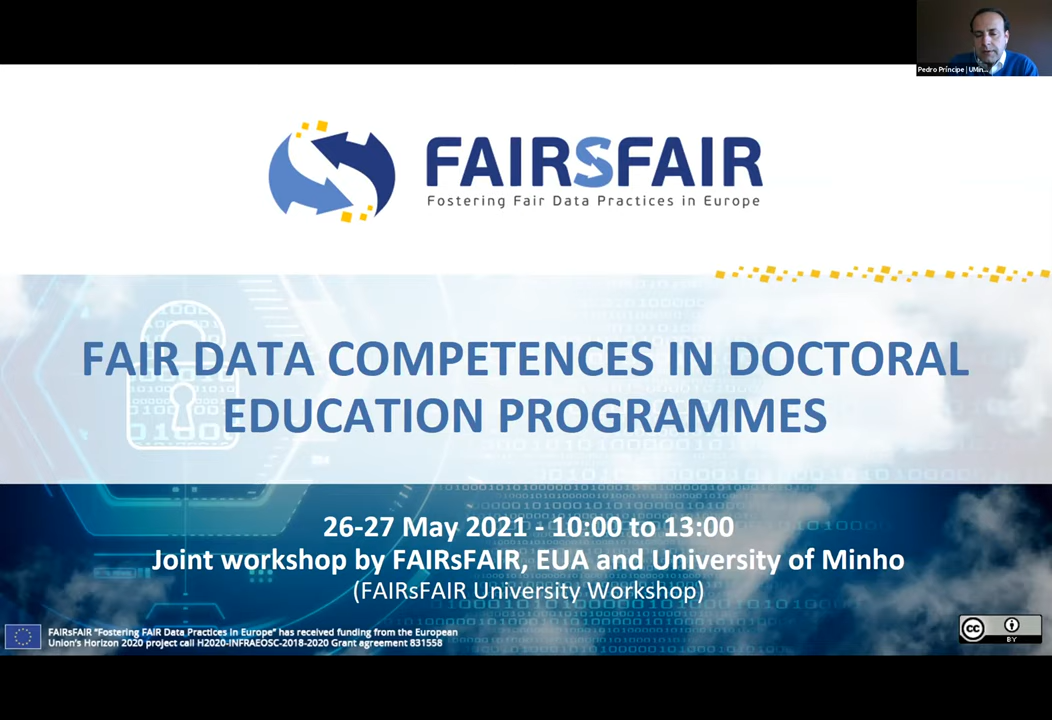 Pedro Príncipe | UMin...
FAIRSFAIR
Fostering Fair Data Practices in Europe
FAIR DATA COMPETENCES IN DOCTORAL
EDUCATION PROGRAMMES
26-27 May 2021 - 10:00 to 13:00
Joint workshop by FAIRsFAIR, EUA and University of Minho
(FAIRsFAIR University Workshop)
FAIRsFAIR "Fostering FAIR Data Practices In Europe" has received funding from the European
Union's Horizon 2020 project call H2020-INFRAEOSC-2018-2020 Grant agreement 831558
cc
BY